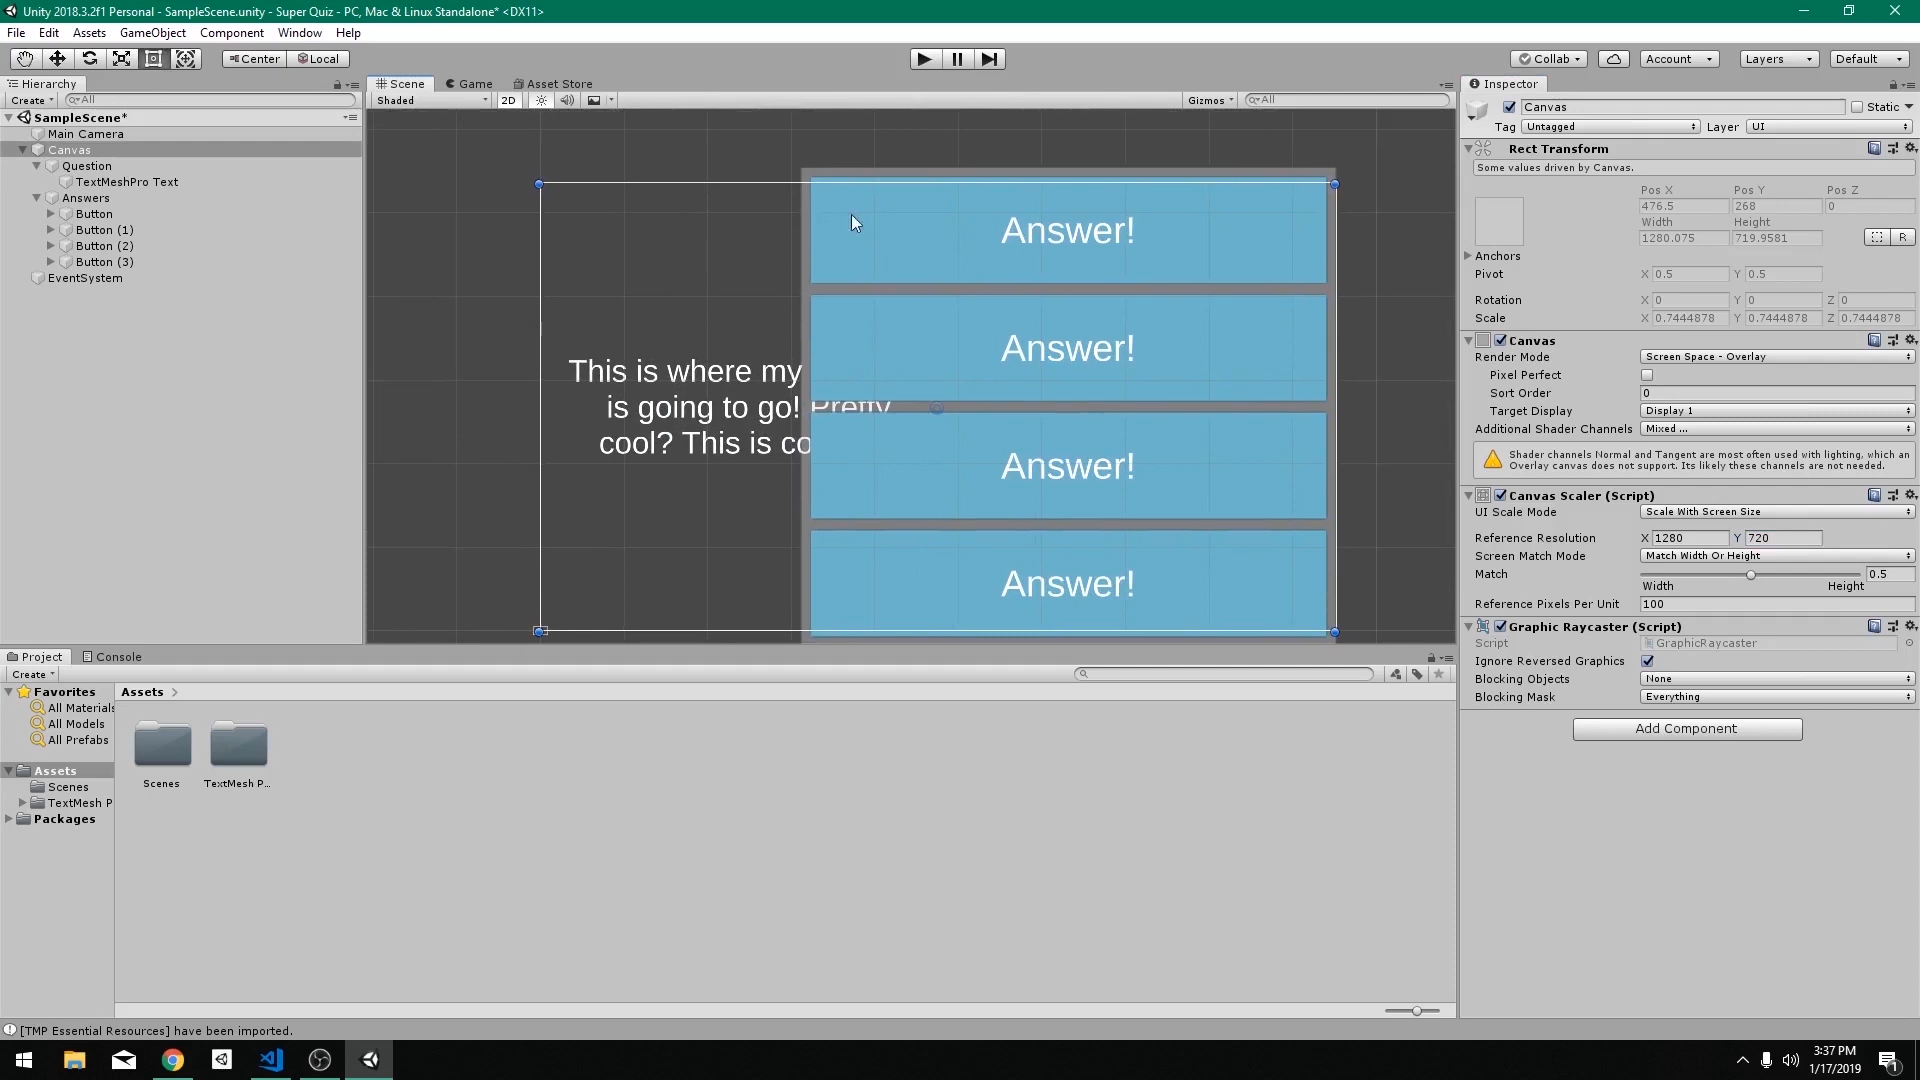 Unity 2018.3.2f1 Personal - SampleScene.unity - Super Quiz - PC, Mac & Linux Standalone* <DX11>
File Edit Assets GameObject Component Window Help
Center Local Collab Account Layers Default
Hierarchy
Create All
SampleScene*
Main Camera
Canvas
Question
TextMeshPro Text
Answers
Button
Button (1)
Button (2)
Button (3)
EventSystem
Scene Game Asset Store
Shaded 2D Gizmos All
Answer!
Answer!
This is where my
is going to go! Pretty
cool? This is co
Answer!
Answer!
Inspector
Canvas Static
Tag Untagged Layer UI
Rect Transform
Some values driven by Canvas.
Pos X Pos Y Pos Z
476.5 268 0
Width Height
1280.075 719.9581 R
Anchors
Pivot X 0.5 Y 0.5
Rotation X 0 Y 0 Z 0
Scale X 0.7444878 Y 0.7444878 Z 0.7444878
Canvas
Render Mode Screen Space - Overlay
Pixel Perfect
Sort Order 0
Target Display Display 1
Additional Shader Channels Mixed ...
Shader channels Normal and Tangent are most often used with lighting, which an
Overlay canvas does not support. Its likely these channels are not needed.
Canvas Scaler (Script)
UI Scale Mode Scale With Screen Size
Reference Resolution X 1280 Y 720
Screen Match Mode Match Width Or Height
Match 0.5
Width Height
Reference Pixels Per Unit 100
Graphic Raycaster (Script)
Script GraphicRaycaster
Ignore Reversed Graphics
Blocking Objects None
Blocking Mask Everything
Add Component
Project Console
Create
Favorites
All Materials
All Models
All Prefabs
Assets
Scenes
TextMesh P
Packages
Assets
Scenes TextMesh P...
[TMP Essential Resources] have been imported.
3:37 PM
1/17/2019
1